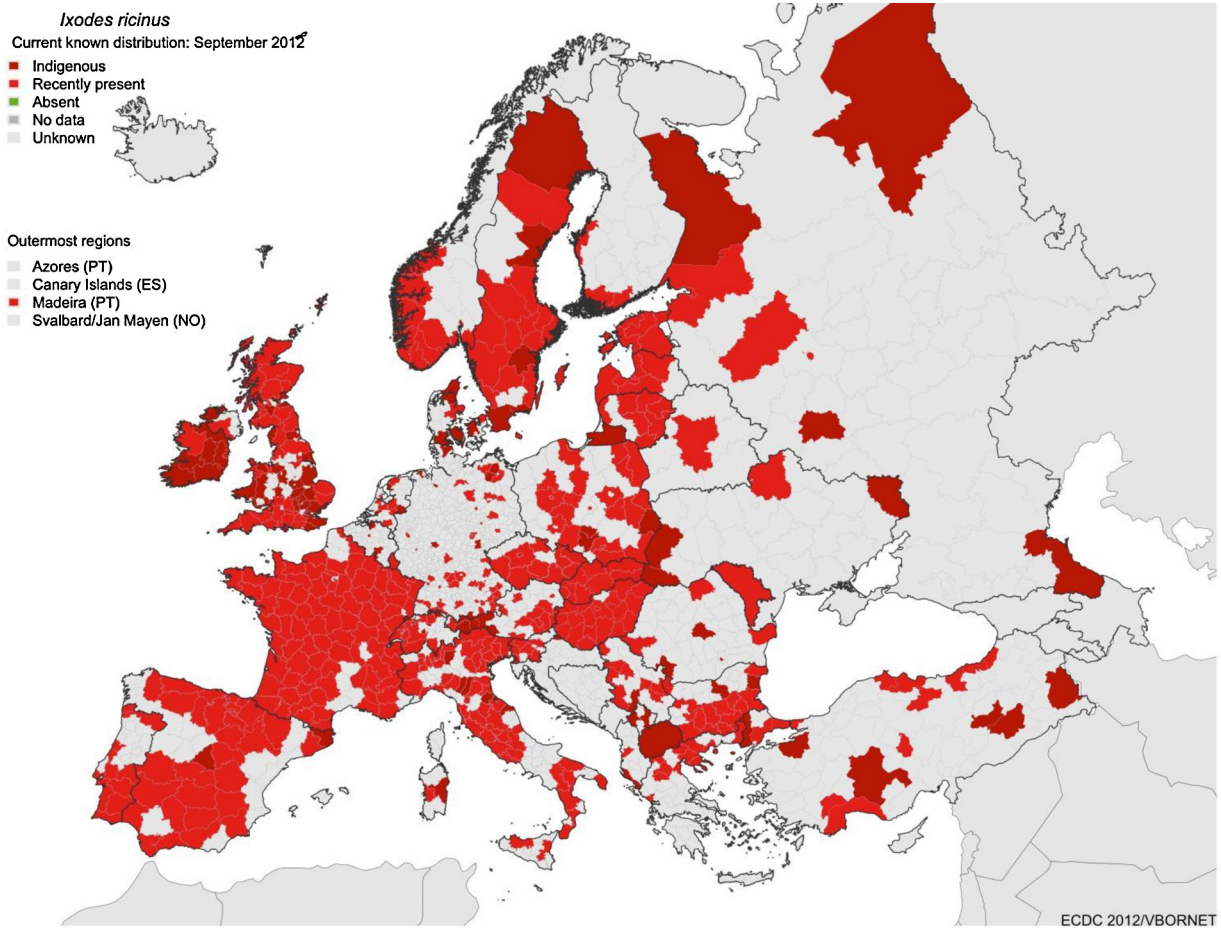 Ixodes ricinus
Current known distribution: September 2012
Indigenous
Recently present
Absent
No data
Unknown
Outermost regions
Azores (PT)
Canary Islands (ES)
Madeira (PT)
Svalbard/Jan Mayen (NO)
ECDC 2012/VBORNET